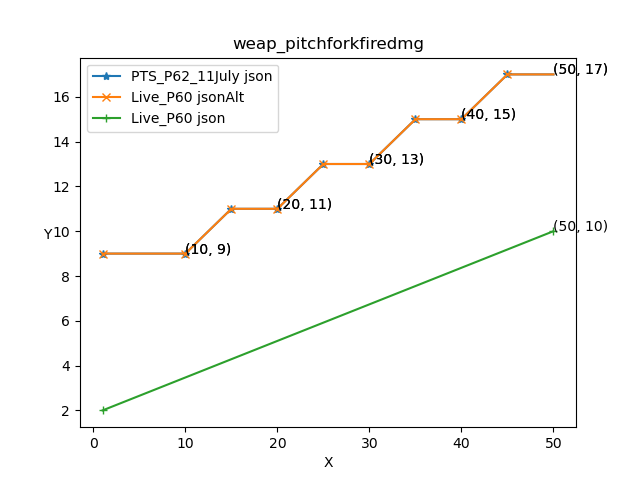 weap_pitchforkfiredmg
PTS_P62_11July json
Live_P60 jsonAlt
Live_P60 json
(50, 17)
(40, 15)
(30, 13)
(20, 11)
(10, 9)
(50, 10)
Y
16
14
12
10
8
6
4
2
0 10 20 30 40 50
X